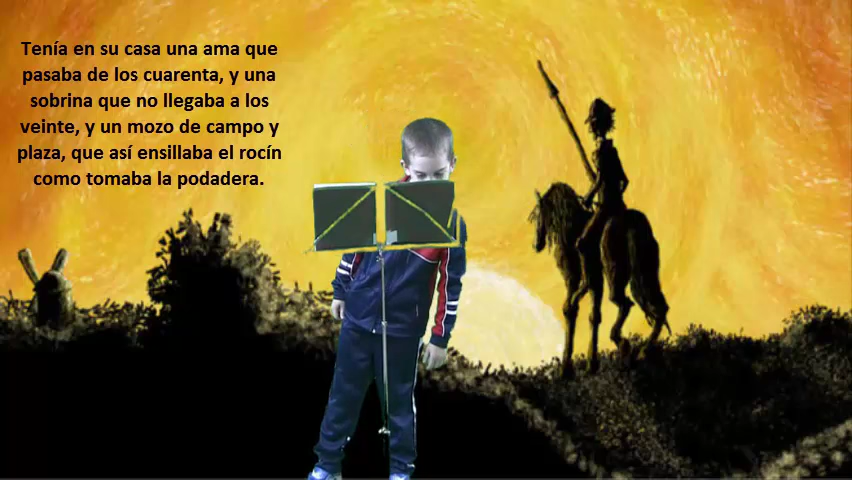 Tenía en su casa una ama que
pasaba de los cuarenta, y una
sobrina que no llegaba a los
veinte, y un mozo de campo y
plaza, que así ensillaba el rocín
como tomaba la podadera.